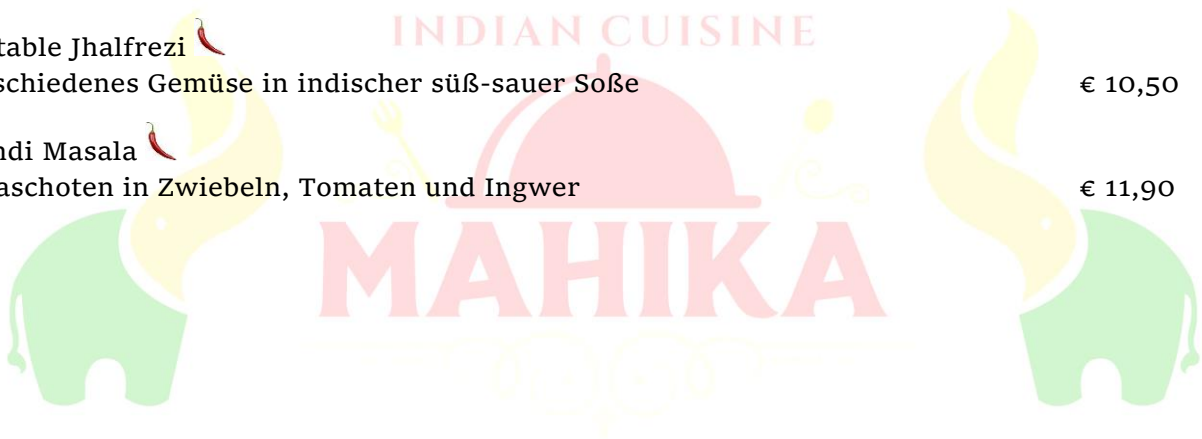 INDIAN CUISINE
table Jhalfrezi
schiedenes Gemüse in indischer süß-sauer Soße € 10,50
ndi Masala
aschoten in Zwiebeln, Tomaten und Ingwer € 11,90
MAHIKA